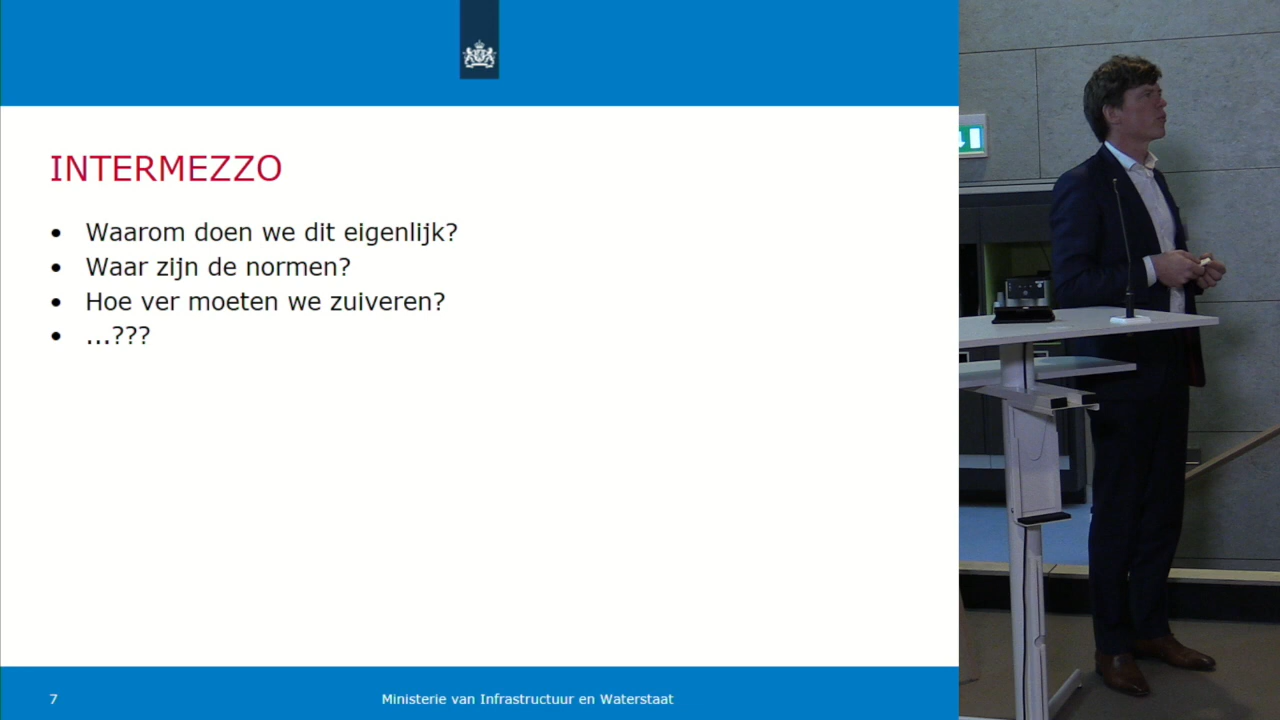 INTERMEZZO
• Waarom doen we dit eigenlijk?
• Waar zijn de normen?
• Hoe ver moeten we zuiveren?
• ...???
7
Ministerie van Infrastructuur en Waterstaat